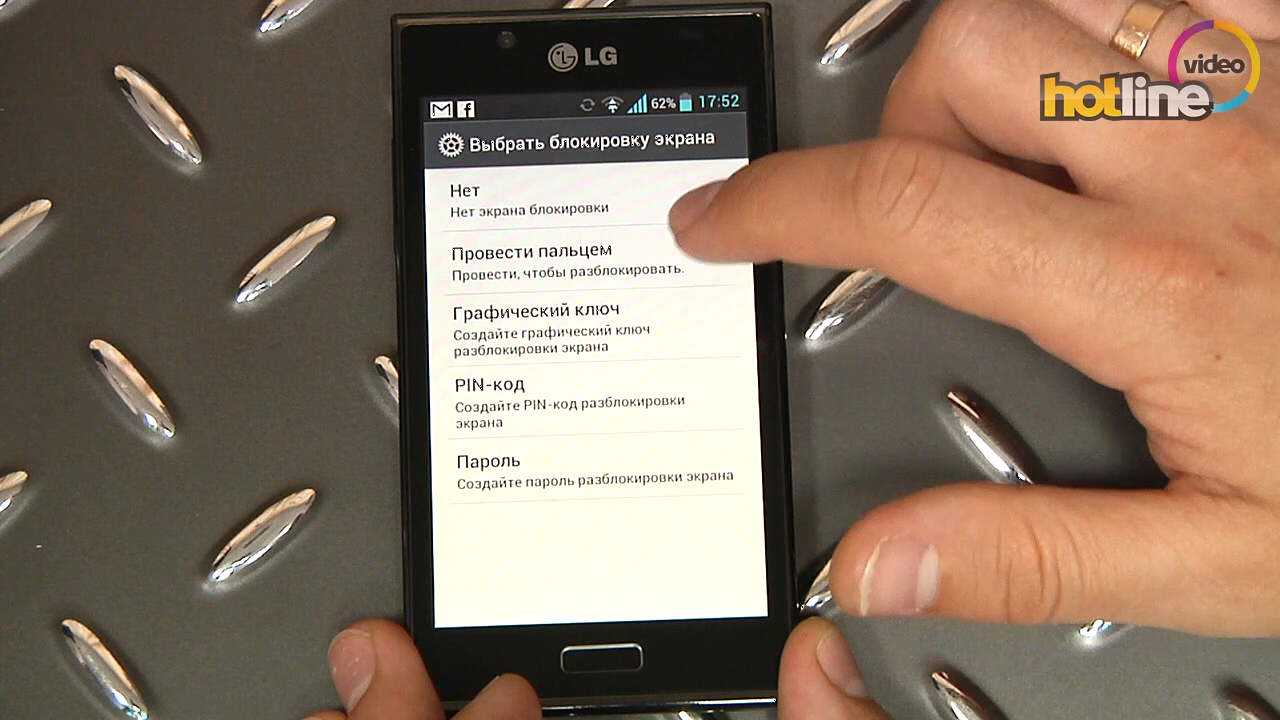 video
hotline
LG
62% 17:52
Выбрать блокировку экрана
Нет
Нет экрана блокировки
Провести пальцем
Провести, чтобы разблокировать.
Графический ключ
Создайте графический ключ
разблокировки экрана
PIN-код
Создайте PIN-код разблокировки
экрана
Пароль
Создайте пароль разблокировки экрана